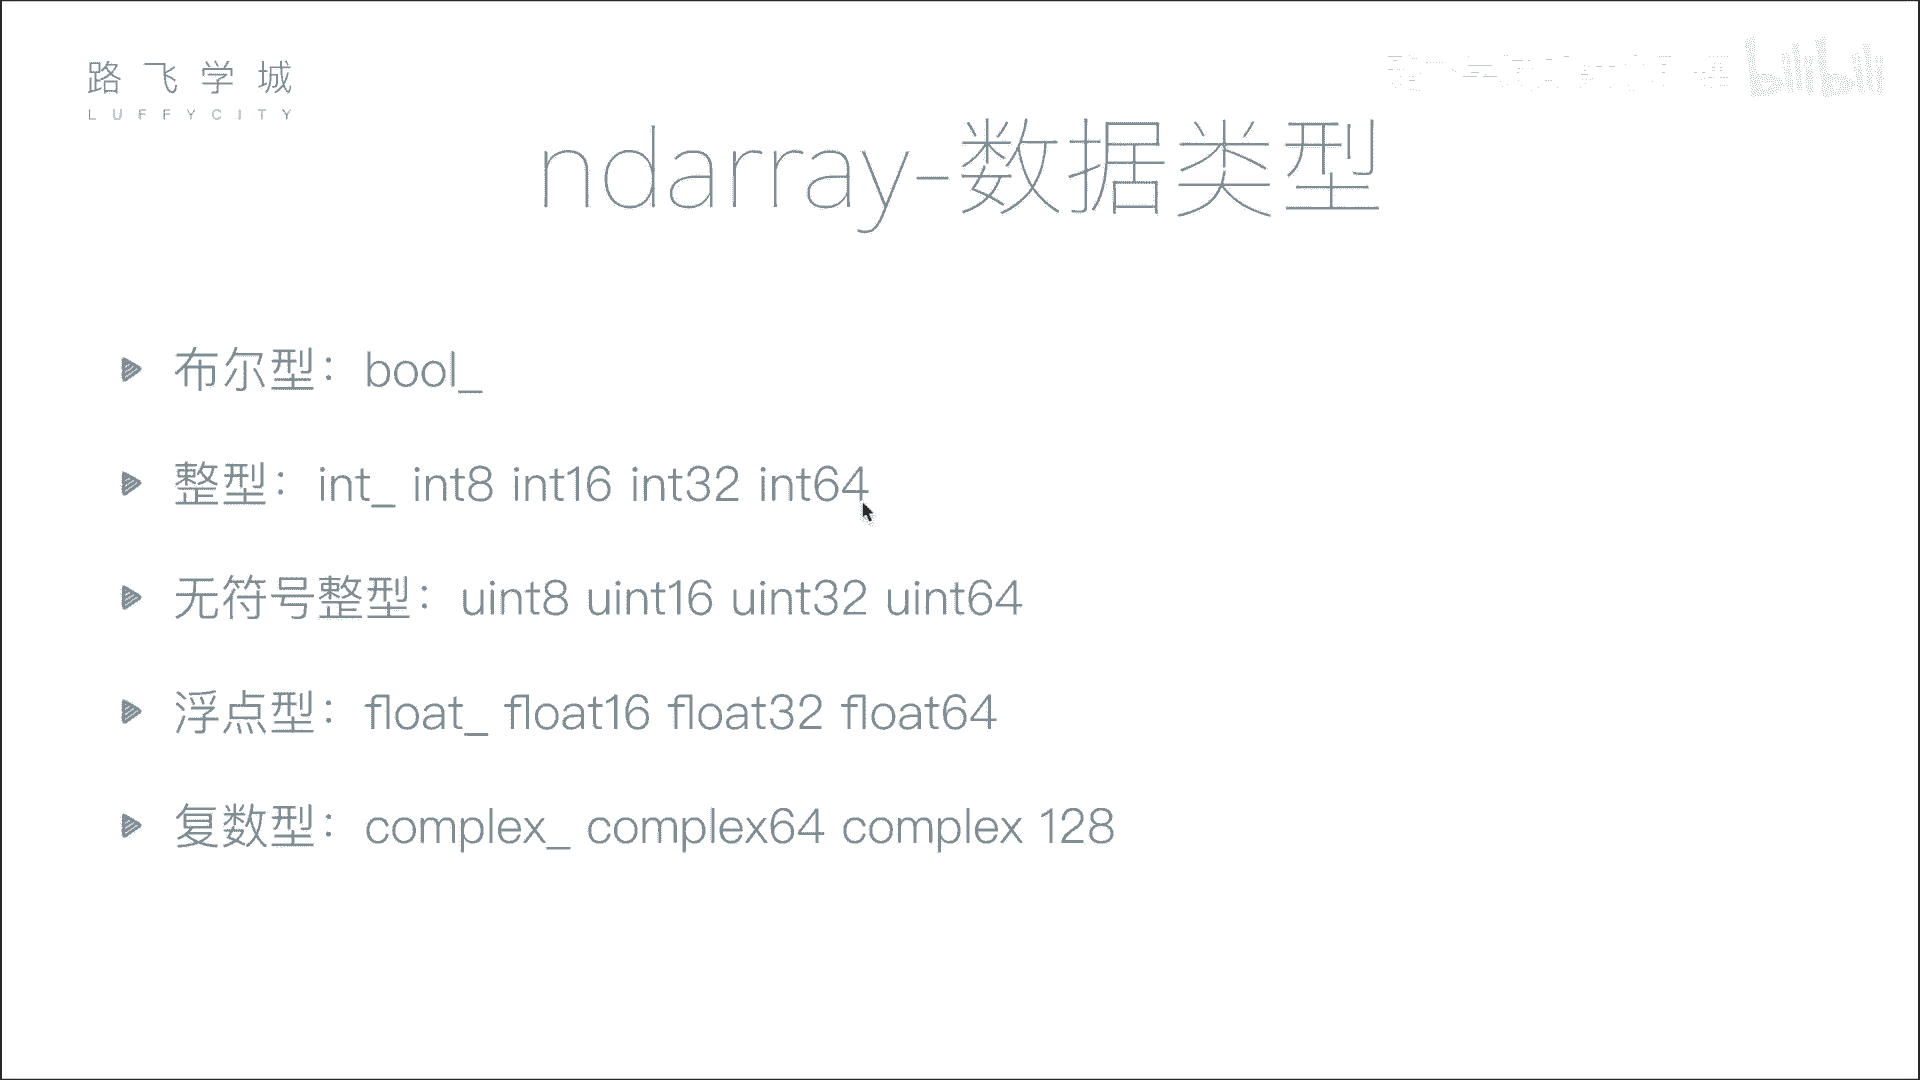 路飞学城
LUFFYCITY
bilibili
ndarray-数据类型
布尔型：bool_
整型：int_ int8 int16 int32 int64
无符号整型：uint8 uint16 uint32 uint64
浮点型：float_ float16 float32 float64
复数型：complex_ complex64 complex 128